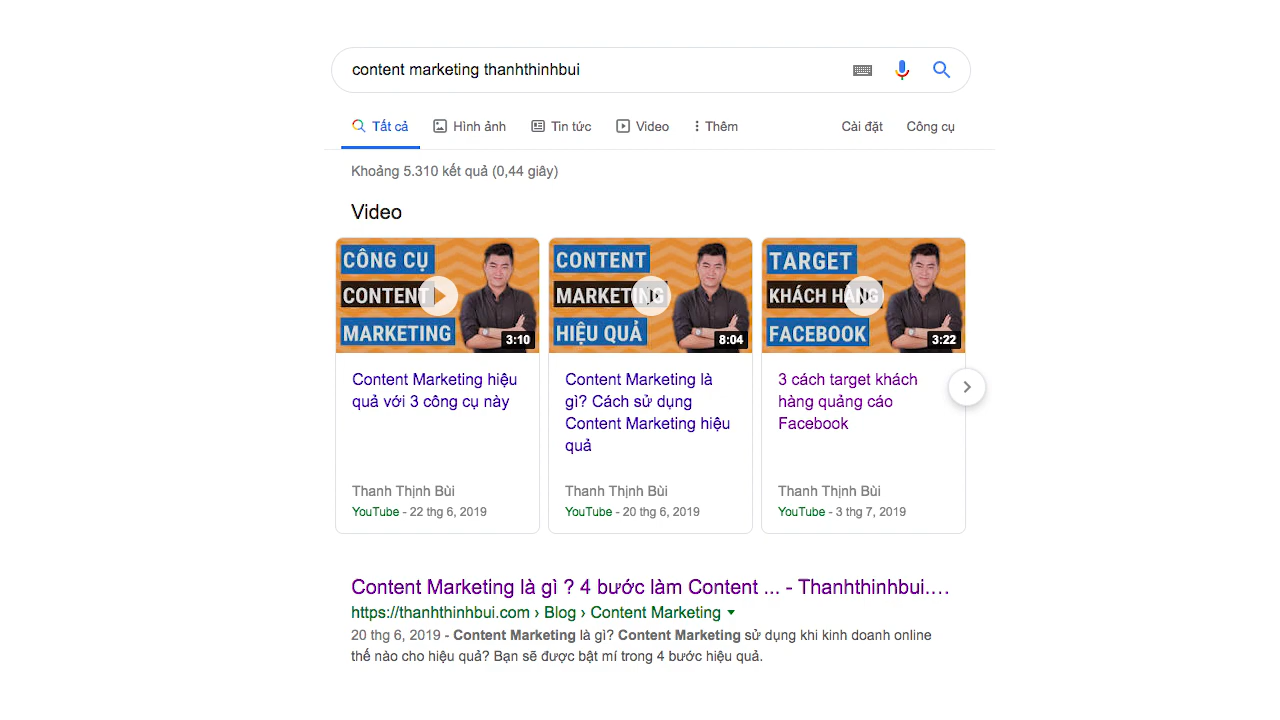 content marketing thanhthinhbui
Tất cả Hình ảnh Tin tức Video Thêm Cài đặt Công cụ
Khoảng 5.310 kết quả (0,44 giây)
Video
CÔNG CỤ
CONTENT
MARKETING
3:10
CONTENT
MARKETING
HIỆU QUẢ
8:04
TARGET
KHÁCH HÀNG
FACEBOOK
3:22
Content Marketing hiệu
quả với 3 công cụ này
Thanh Thịnh Bùi
YouTube - 22 thg 6, 2019
Content Marketing là
gì? Cách sử dụng
Content Marketing hiệu
quả
Thanh Thịnh Bùi
YouTube - 20 thg 6, 2019
3 cách target khách
hàng quảng cáo
Facebook
Thanh Thịnh Bùi
YouTube - 3 thg 7, 2019
Content Marketing là gì ? 4 bước làm Content ... - Thanhthinhbui....
https://thanhthinhbui.com › Blog › Content Marketing
20 thg 6, 2019 - Content Marketing là gì? Content Marketing sử dụng khi kinh doanh online
thế nào cho hiệu quả? Bạn sẽ được bật mí trong 4 bước hiệu quả.